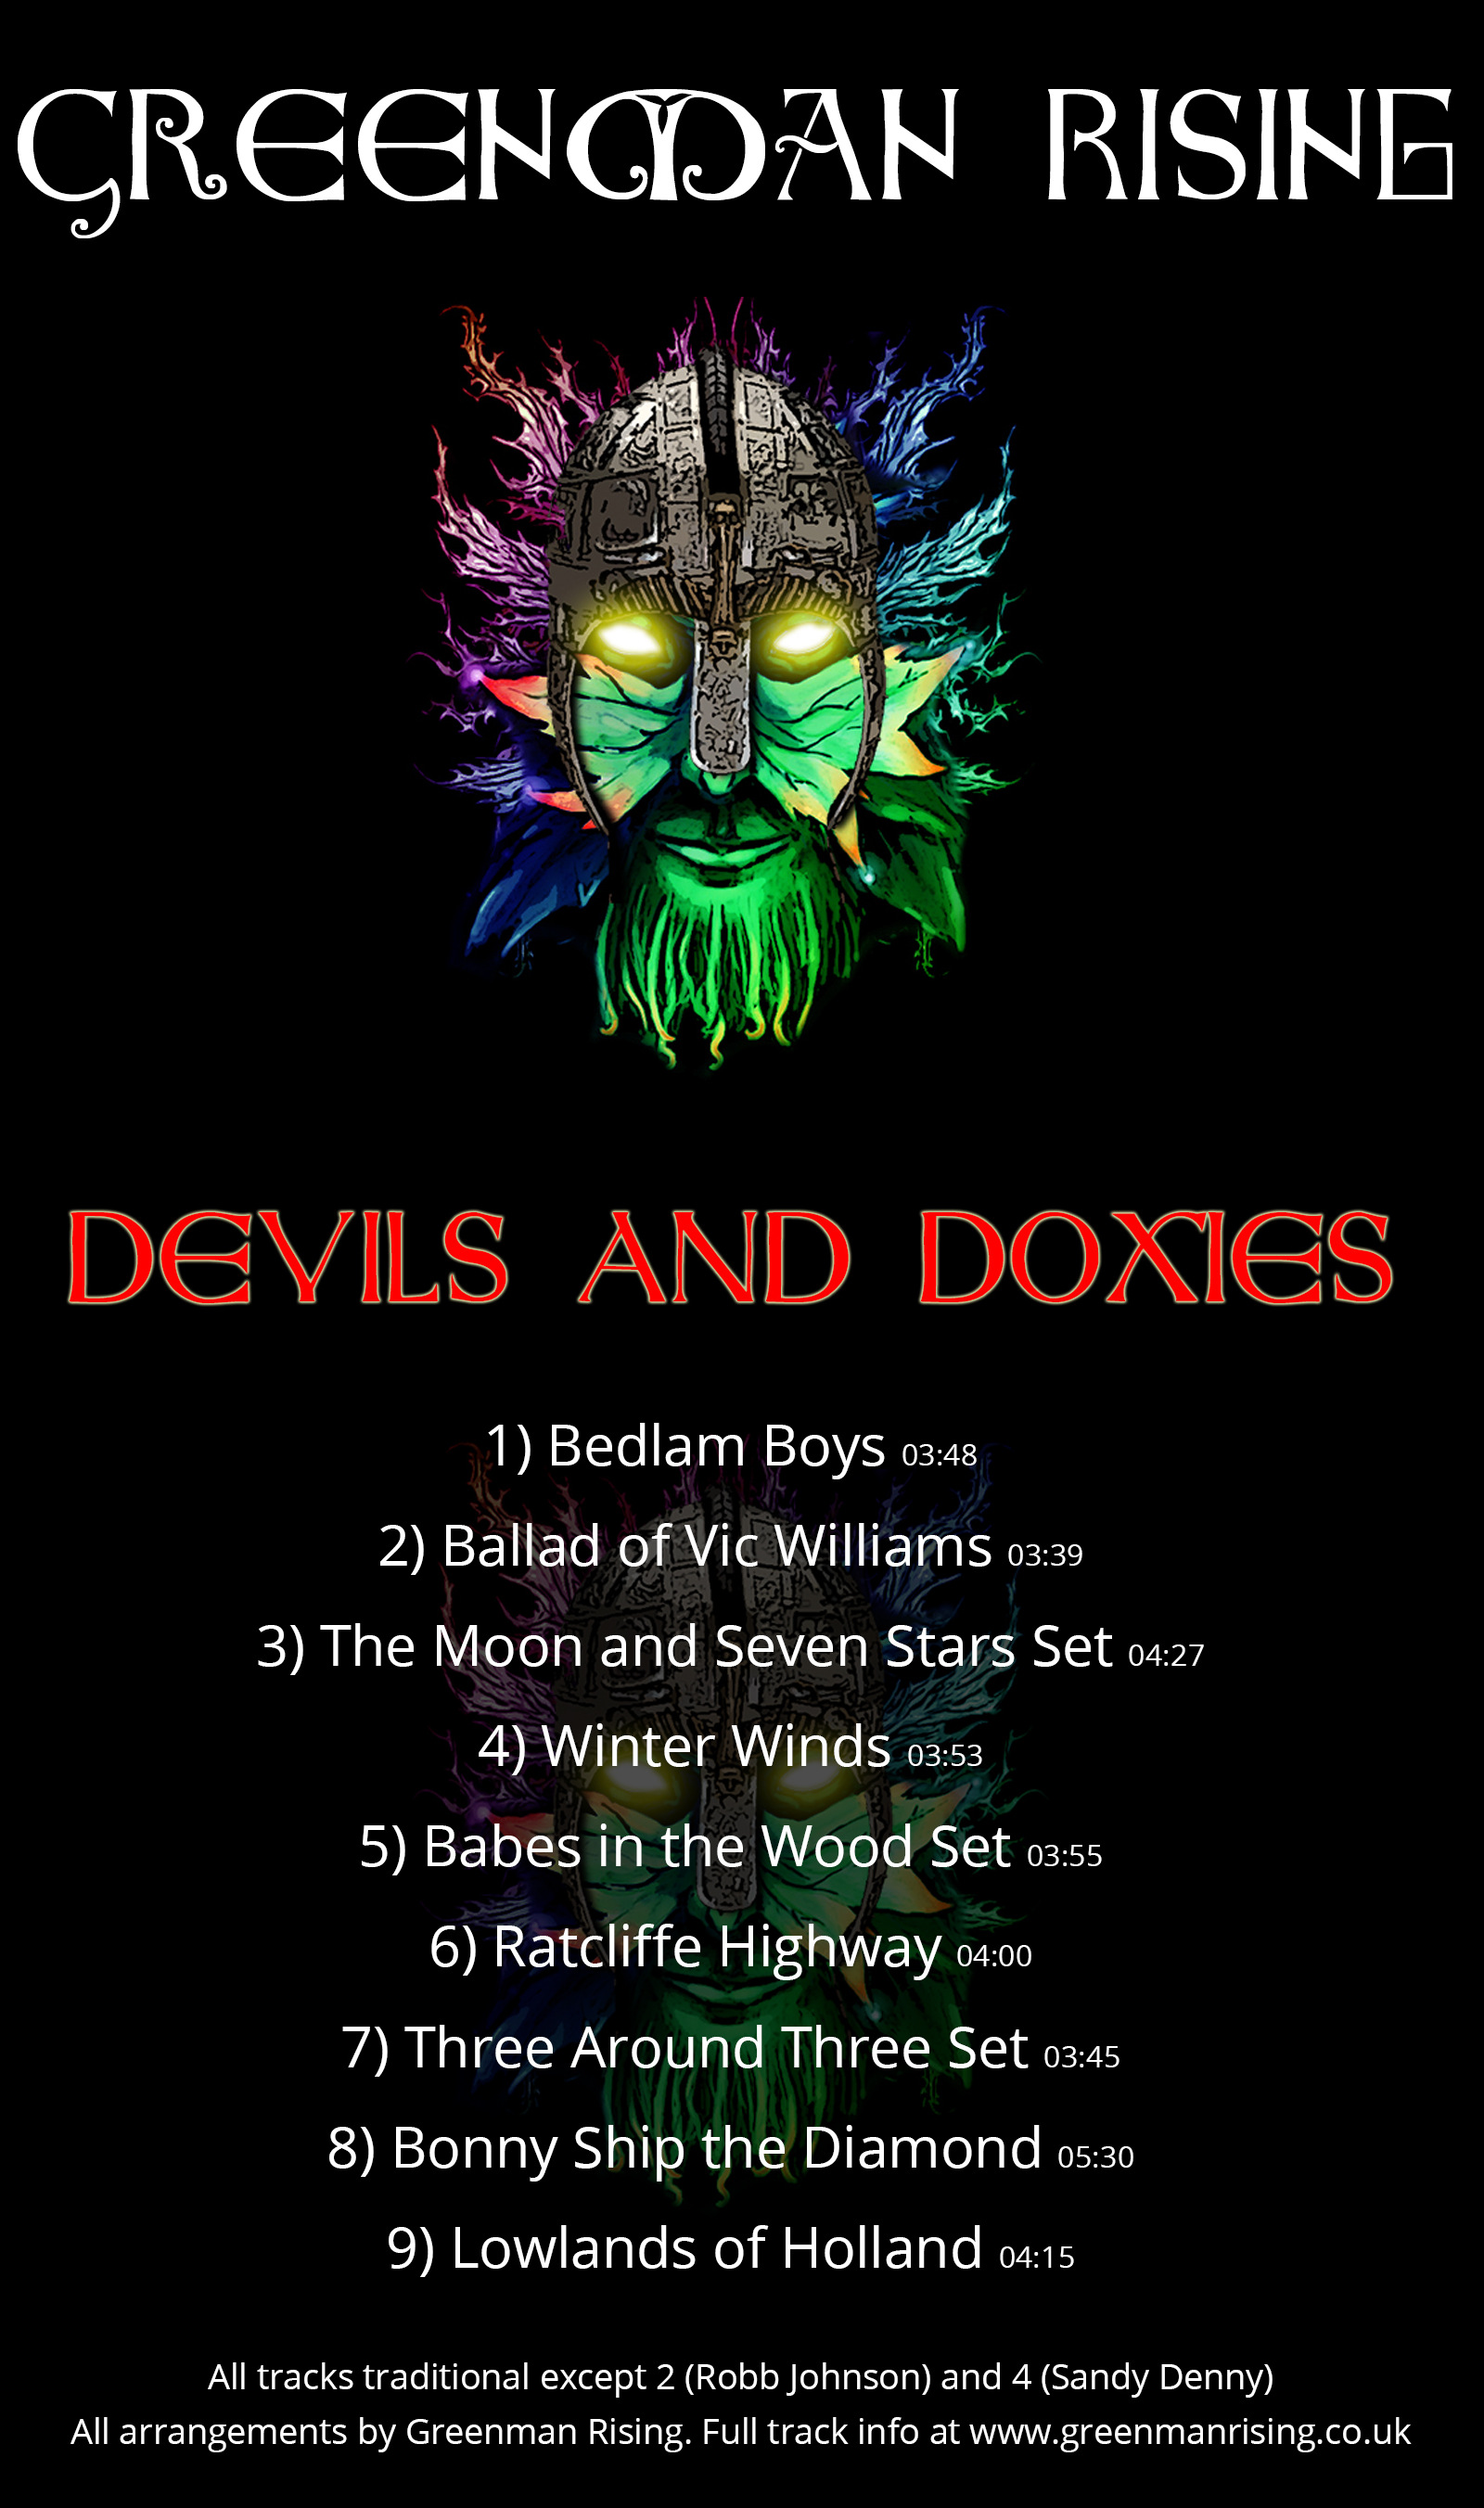 GREENMAN RISING
DEVILS AND DOXIES
1) Bedlam Boys 03:48
2) Ballad of Vic Williams 03:39
3) The Moon and Seven Stars Set 04:27
4) Winter Winds 03:53
5) Babes in the Wood Set 03:55
6) Ratcliffe Highway 04:00
7) Three Around Three Set 03:45
8) Bonny Ship the Diamond 05:30
9) Lowlands of Holland 04:15
All tracks traditional except 2 (Robb Johnson) and 4 (Sandy Denny)
All arrangements by Greenman Rising. Full track info at www.greenmanrising.co.uk